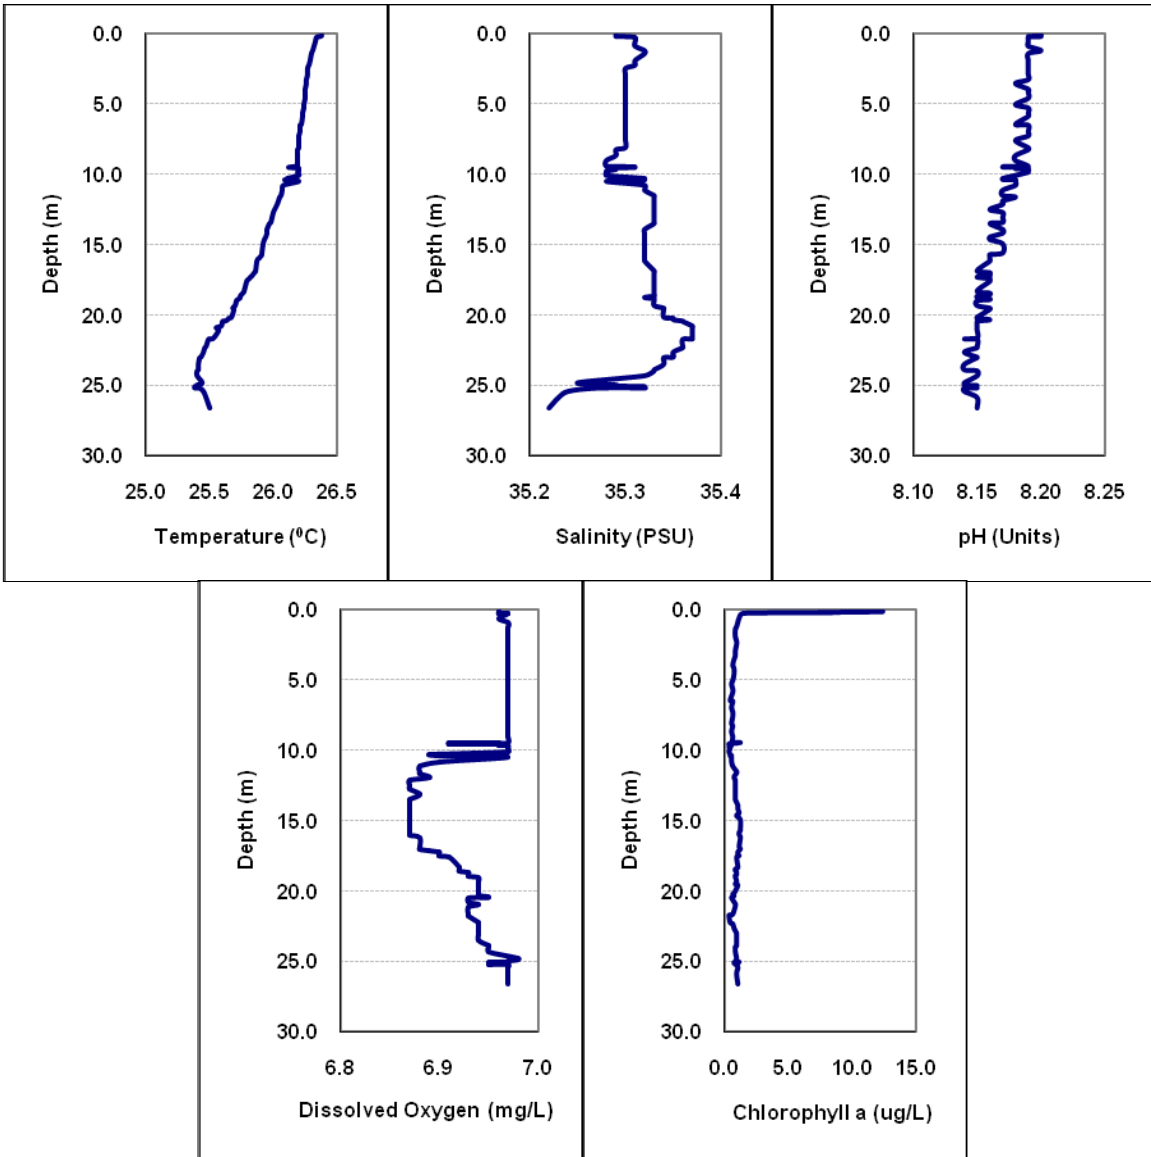 0.0
5.0
10.0
15.0
20.0
25.0
30.0
Depth (m)
25.0 25.5 26.0 26.5
Temperature (⁰C)
0.0
5.0
10.0
15.0
20.0
25.0
30.0
Depth (m)
35.2 35.3 35.4
Salinity (PSU)
0.0
5.0
10.0
15.0
20.0
25.0
30.0
Depth (m)
8.10 8.15 8.20 8.25
pH (Units)
0.0
5.0
10.0
15.0
20.0
25.0
30.0
Depth (m)
6.8 6.9 7.0
Dissolved Oxygen (mg/L)
0.0
5.0
10.0
15.0
20.0
25.0
30.0
Depth (m)
0.0 5.0 10.0 15.0
Chlorophyll a (ug/L)